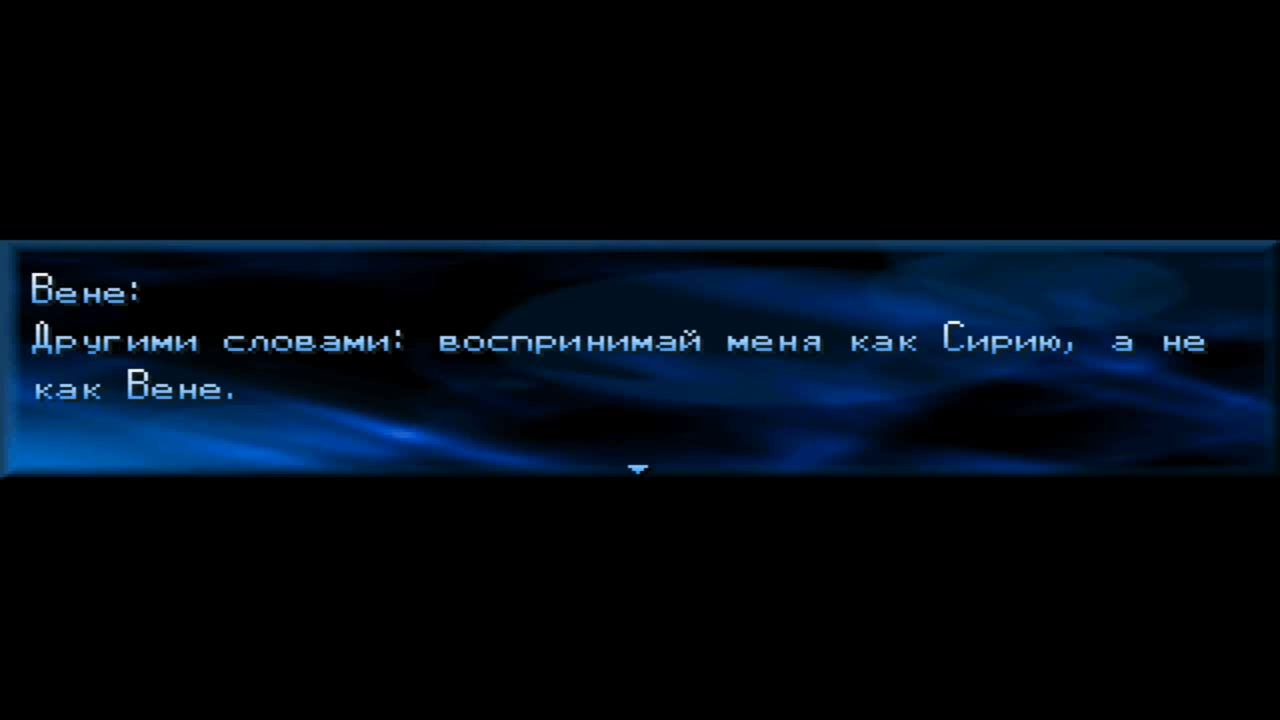 Вене:
Другими словами: воспринимай меня как Сирию, а не
как Вене.